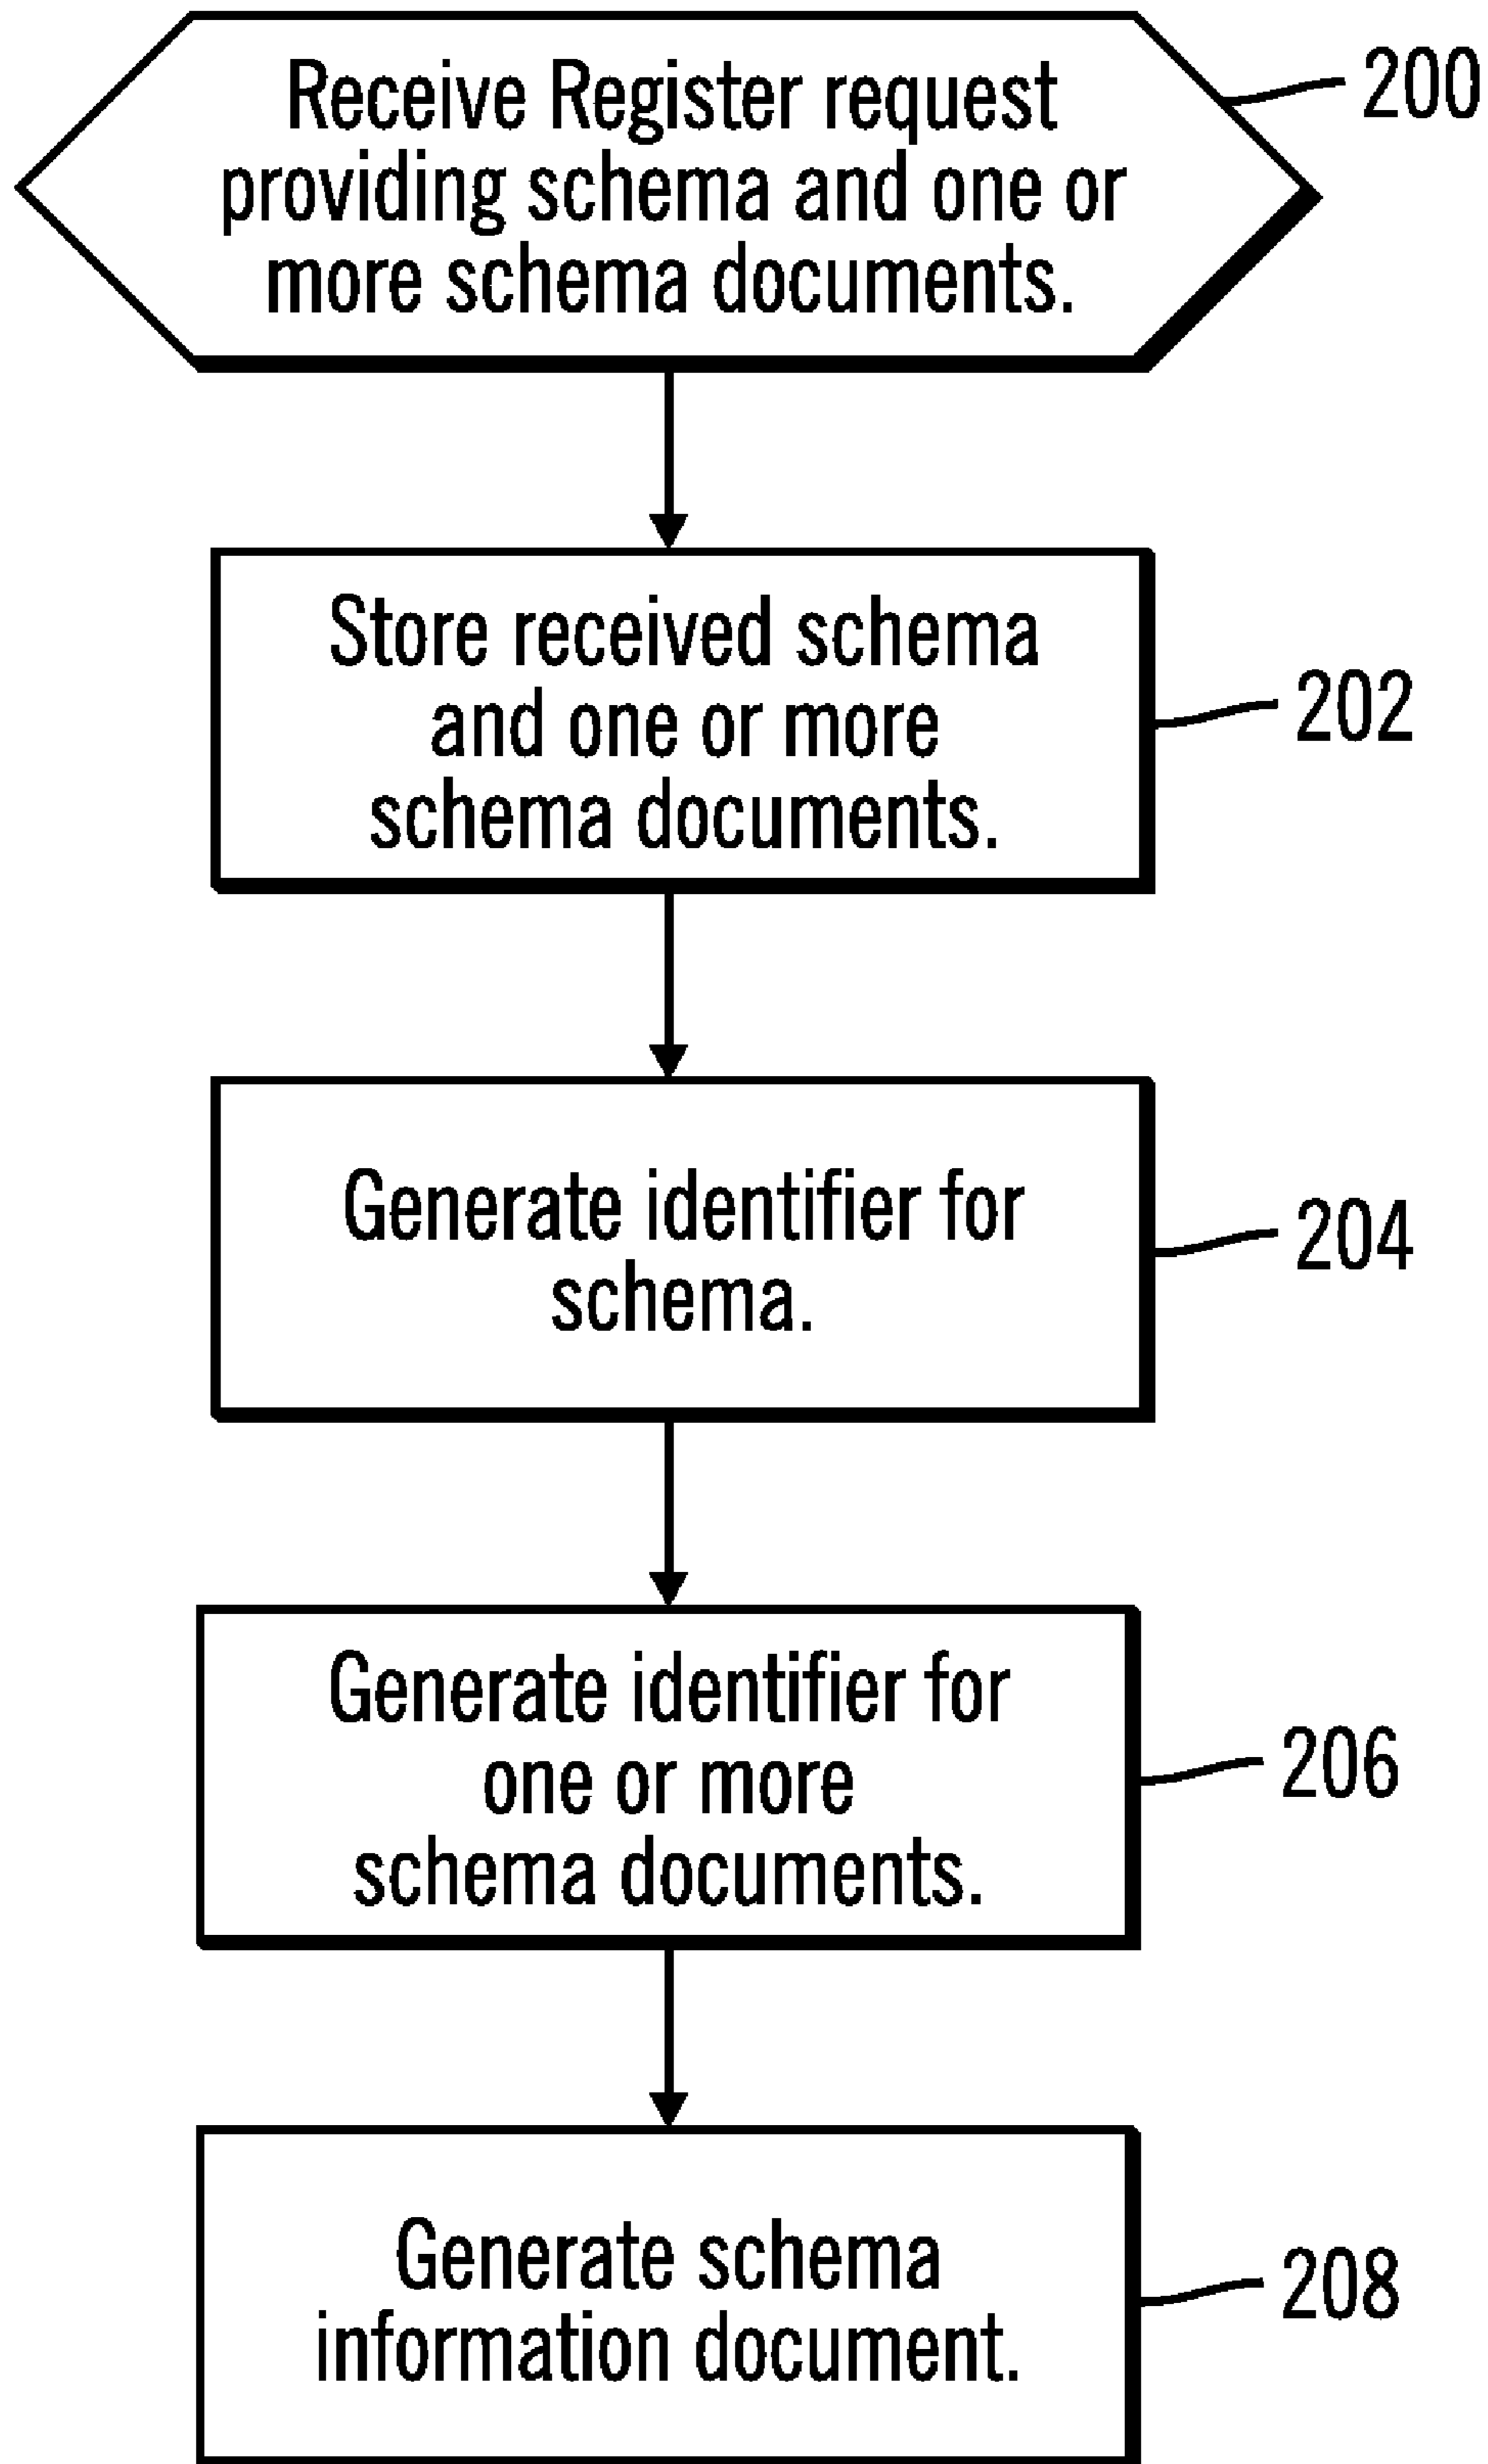 Receive Register request
providing schema and one or
more schema documents.
200
Store received schema
and one or more
schema documents.
202
Generate identifier for
schema.
204
Generate identifier for
one or more
schema documents.
206
Generate schema
information document.
208